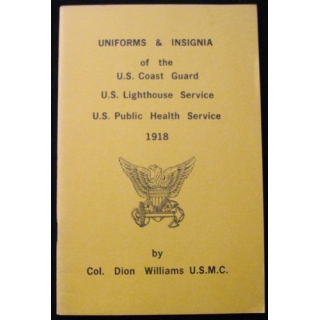 UNIFORMS & INSIGNIA
of the
U.S. Coast Guard
U.S. Lighthouse Service
U.S. Public Health Service
1918
by
Col. Dion Williams U.S.M.C.